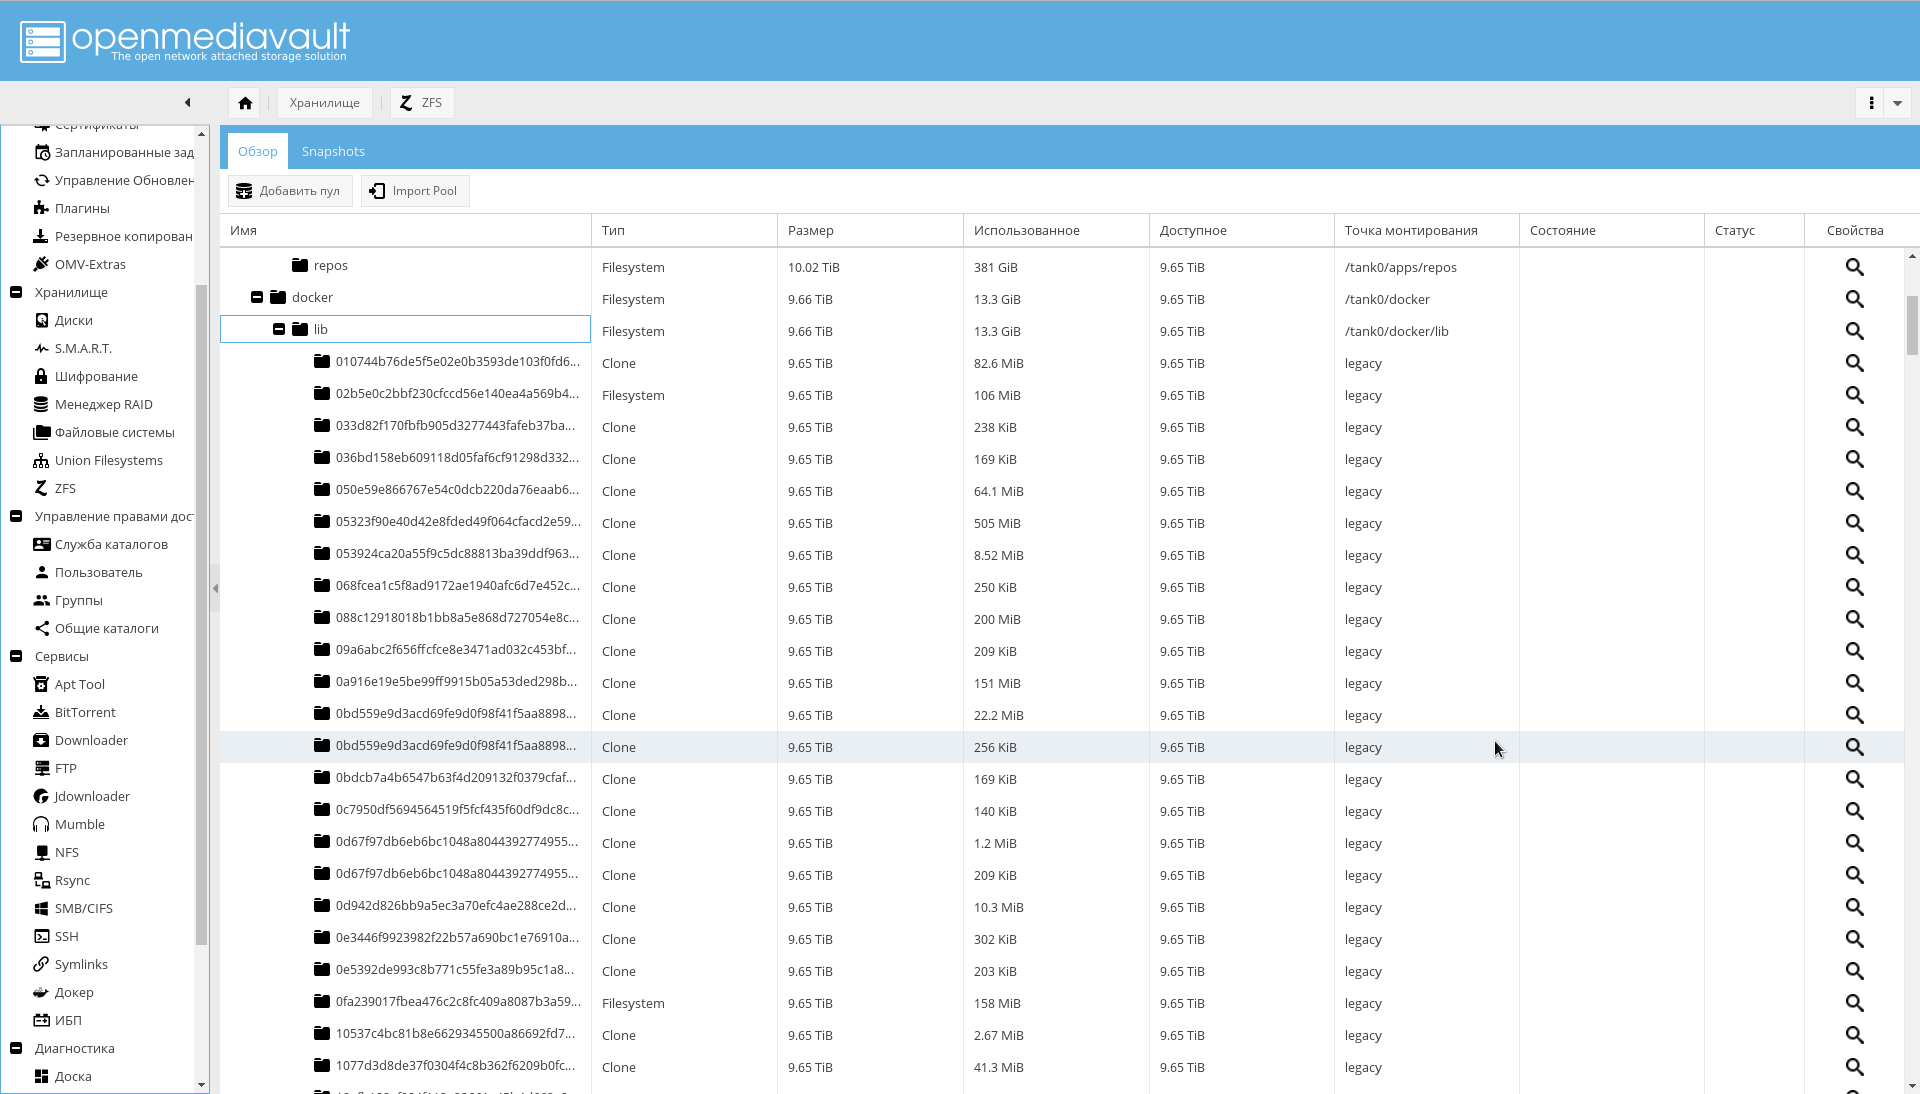 openmediavault
The open network attached storage solution
Хранилище
ZFS
Обзор
Snapshots
Добавить пул
Import Pool
Сертификаты
Запланированные зад
Управление Обновлен
Плагины
Резервное копирован
OMV-Extras
Хранилище
Диски
S.M.A.R.T.
Шифрование
Менеджер RAID
Файловые системы
Union Filesystems
ZFS
Управление правами дос
Служба каталогов
Пользователь
Группы
Общие каталоги
Сервисы
Apt Tool
BitTorrent
Downloader
FTP
Jdownloader
Mumble
NFS
Rsync
SMB/CIFS
SSH
Symlinks
Докер
ИБП
Диагностика
Доска
Имя Тип Размер Использованное Доступное Точка монтирования Состояние Статус Свойства
repos Filesystem 10.02 TiB 381 GiB 9.65 TiB /tank0/apps/repos
docker Filesystem 9.66 TiB 13.3 GiB 9.65 TiB /tank0/docker
lib Filesystem 9.66 TiB 13.3 GiB 9.65 TiB /tank0/docker/lib
010744b76de5f5e02e0b3593de103f0fd6... Clone 9.65 TiB 82.6 MiB 9.65 TiB legacy
02b5e0c2bbf230cfccd56e140ea4a569b4... Filesystem 9.65 TiB 106 MiB 9.65 TiB legacy
033d82f170fbfb905d3277443fafeb37ba... Clone 9.65 TiB 238 KiB 9.65 TiB legacy
036bd158eb609118d05faf6cf91298d332... Clone 9.65 TiB 169 KiB 9.65 TiB legacy
050e59e866767e54c0dcb220da76eaab6... Clone 9.65 TiB 64.1 MiB 9.65 TiB legacy
05323f90e40d42e8fded49f064cfacd2e59... Clone 9.65 TiB 505 MiB 9.65 TiB legacy
053924ca20a55f9c5dc88813ba39ddf963... Clone 9.65 TiB 8.52 MiB 9.65 TiB legacy
068fcea1c5f8ad9172ae1940afc6d7e452c... Clone 9.65 TiB 250 KiB 9.65 TiB legacy
088c12918018b1bb8a5e868d727054e8c... Clone 9.65 TiB 200 MiB 9.65 TiB legacy
09a6abc2f656ffcfce8e3471ad032c453bf... Clone 9.65 TiB 209 KiB 9.65 TiB legacy
0a916e19e5be99ff9915b05a53ded298b... Clone 9.65 TiB 151 MiB 9.65 TiB legacy
0bd559e9d3acd69fe9d0f98f41f5aa8898... Clone 9.65 TiB 22.2 MiB 9.65 TiB legacy
0bd559e9d3acd69fe9d0f98f41f5aa8898... Clone 9.65 TiB 256 KiB 9.65 TiB legacy
0bdcb7a4b6547b63f4d209132f0379cfaf... Clone 9.65 TiB 169 KiB 9.65 TiB legacy
0c7950df5694564519f5fcf435f60df9dc8c... Clone 9.65 TiB 140 KiB 9.65 TiB legacy
0d67f97db6eb6bc1048a8044392774955... Clone 9.65 TiB 1.2 MiB 9.65 TiB legacy
0d67f97db6eb6bc1048a8044392774955... Clone 9.65 TiB 209 KiB 9.65 TiB legacy
0d942d826bb9a5ec3a70efc4ae288ce2d... Clone 9.65 TiB 10.3 MiB 9.65 TiB legacy
0e3446f9923982f22b57a690bc1e76910a... Clone 9.65 TiB 302 KiB 9.65 TiB legacy
0e5392de993c8b771c55fe3a89b95c1a8... Clone 9.65 TiB 203 KiB 9.65 TiB legacy
0fa239017fbea476c2c8fc409a8087b3a59... Filesystem 9.65 TiB 158 MiB 9.65 TiB legacy
10537c4bc81b8e6629345500a86692fd7... Clone 9.65 TiB 2.67 MiB 9.65 TiB legacy
1077d3d8de37f0304f4c8b362f6209b0fc... Clone 9.65 TiB 41.3 MiB 9.65 TiB legacy